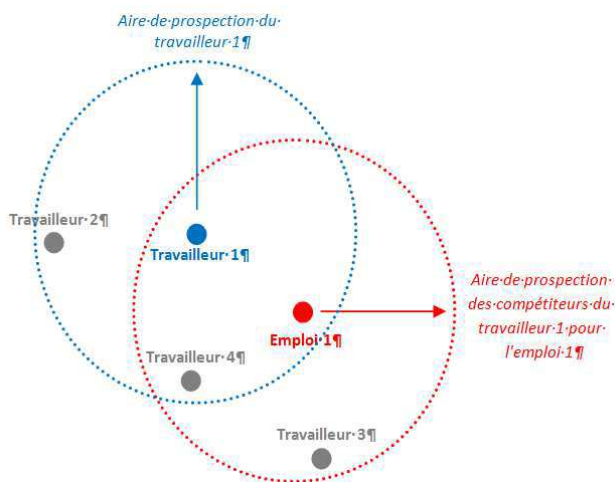 Aire·de·prospection·du·
travailleur·1¶
Travailleur·2¶
Travailleur·1¶
Aire·de·prospection·
des·compétiteurs·du·
travailleur·1·pour·
l'emploi·1¶
Emploi·1¶
Travailleur·4¶
Travailleur·3¶